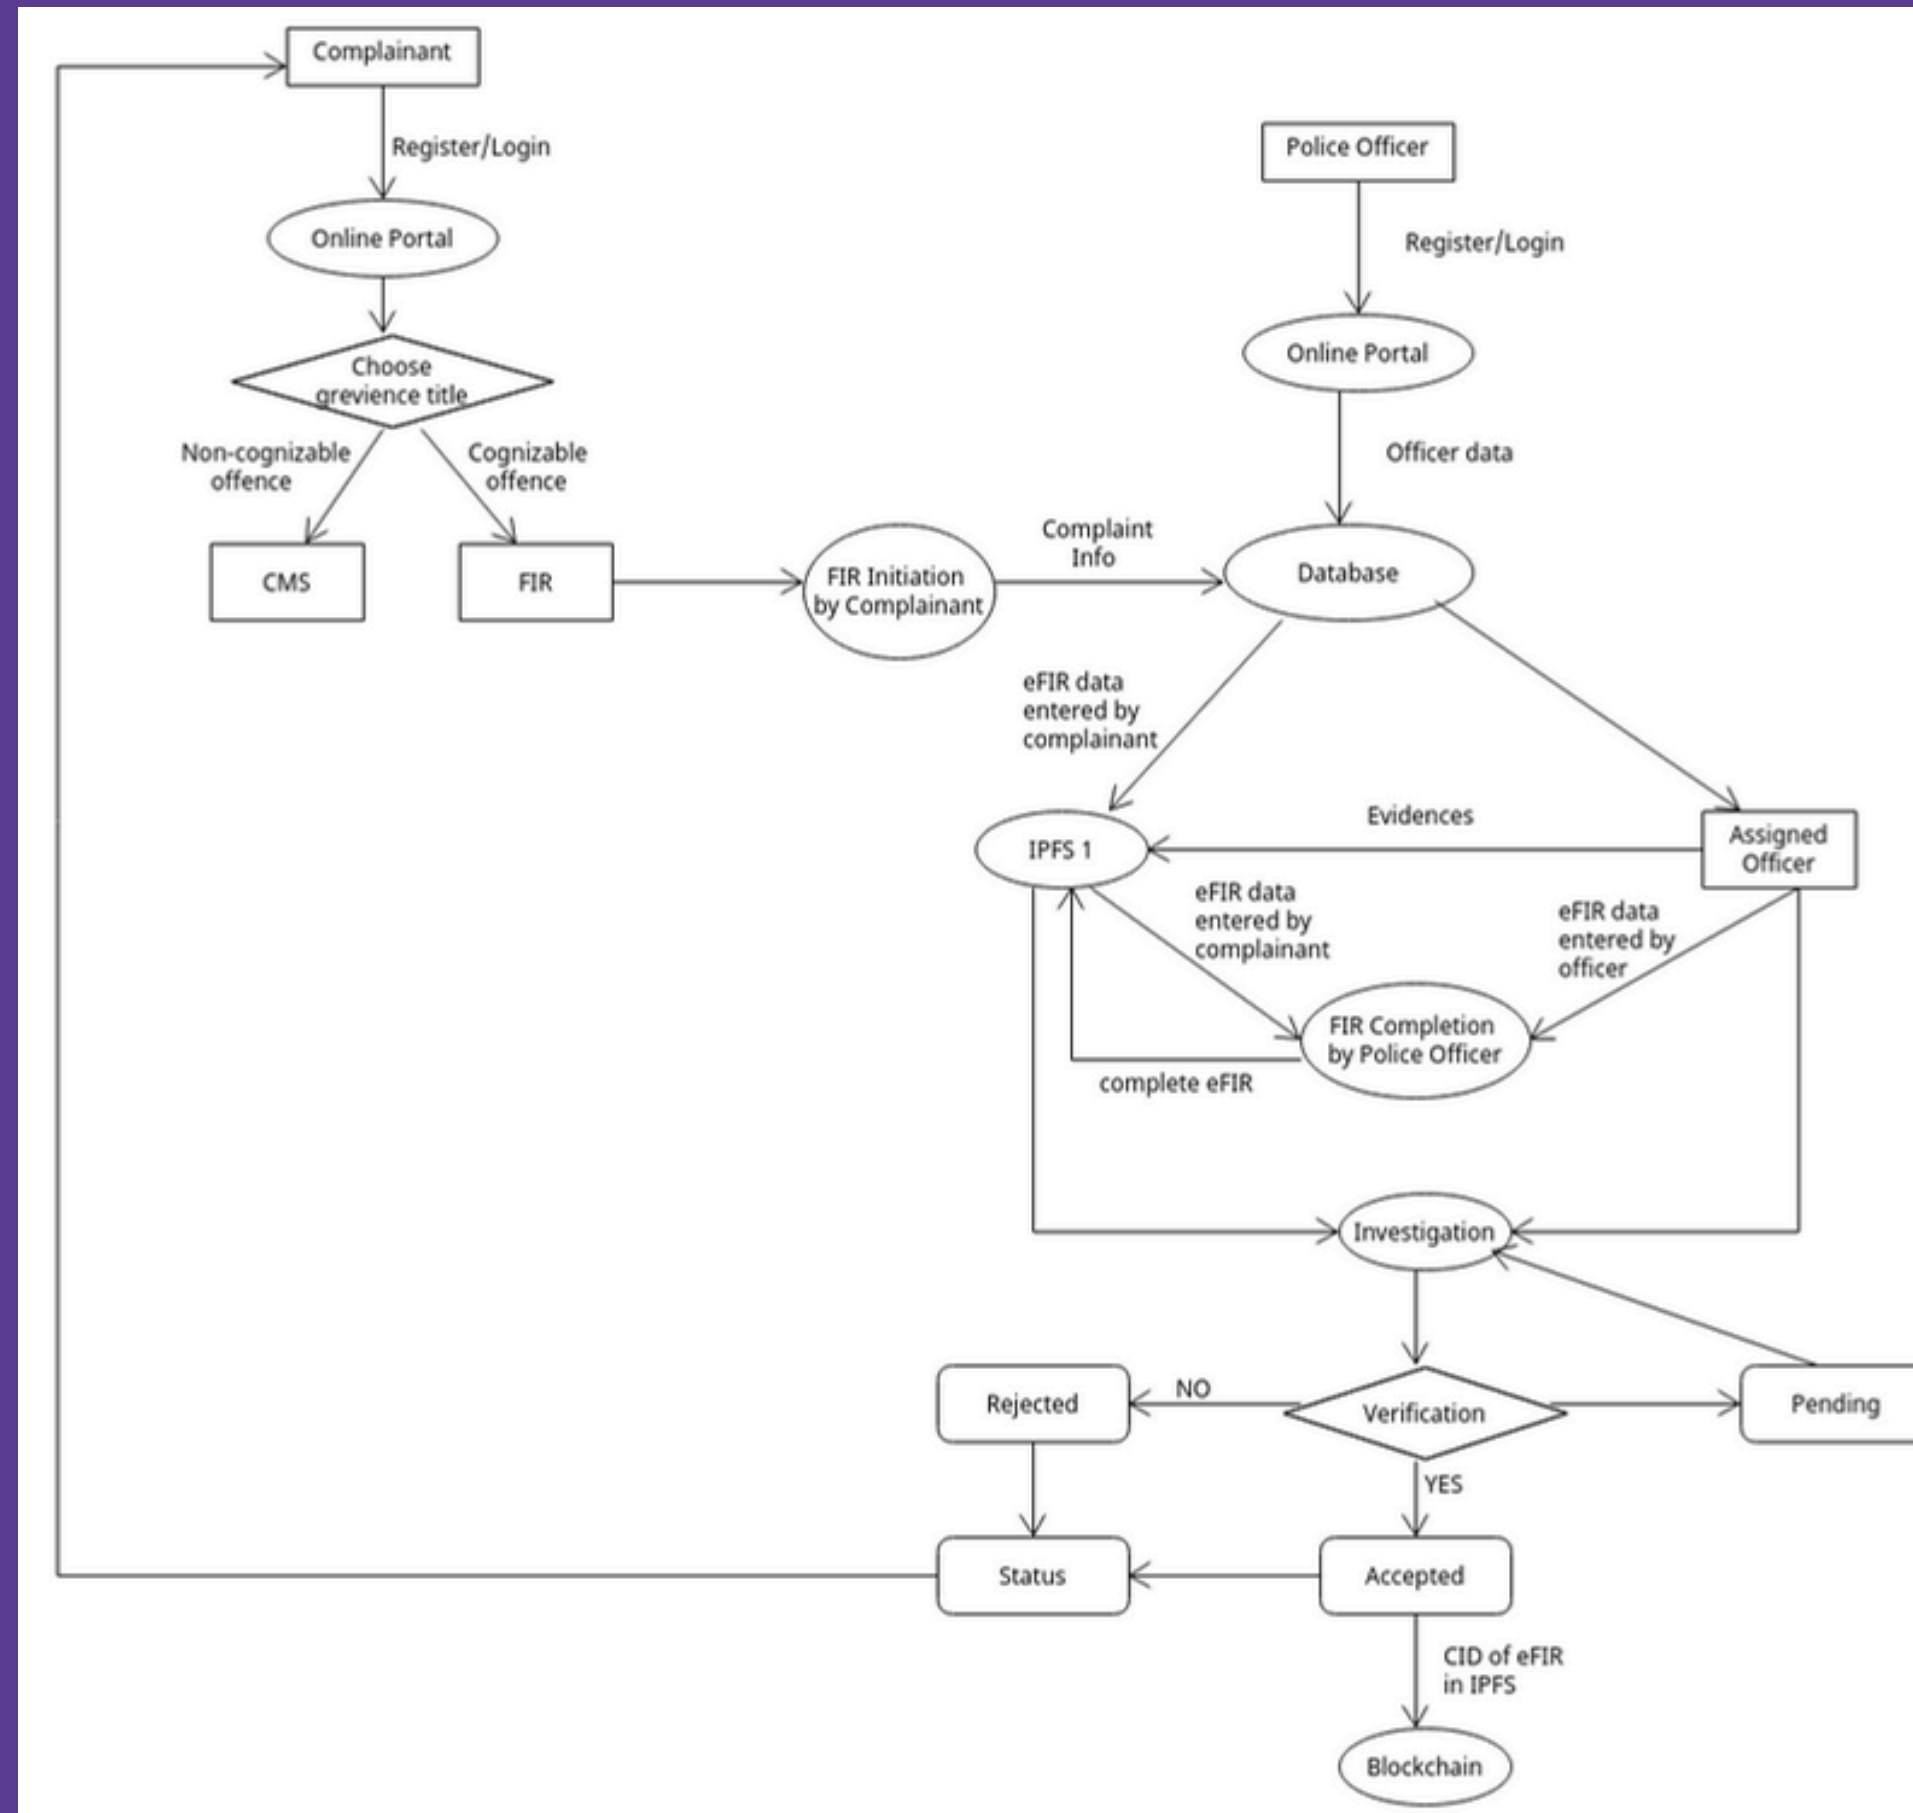 Complainant
Register/Login
Police Officer
Online Portal
Register/Login
Choose
grevience title
Online Portal
Non-cognizable
offence
Cognizable
offence
Officer data
CMS
FIR
FIR Initiation
by Complainant
Complaint
Info
Database
eFIR data
entered by
complainant
IPFS 1
Evidences
Assigned
Officer
eFIR data
entered by
complainant
eFIR data
entered by
officer
FIR Completion
by Police Officer
complete eFIR
Investigation
Rejected
NO
Verification
Pending
YES
Status
Accepted
CID of eFIR
in IPFS
Blockchain